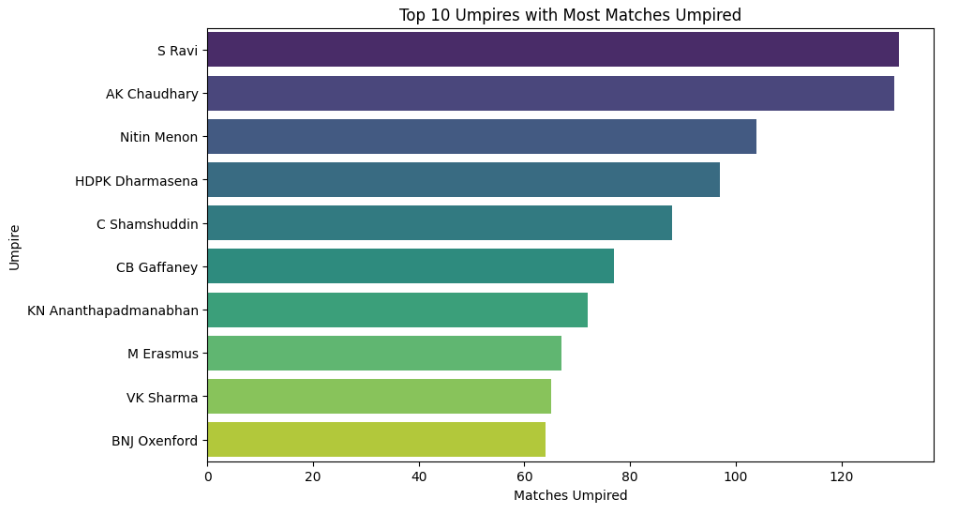 Top 10 Umpires with Most Matches Umpired
Umpire
S Ravi
AK Chaudhary
Nitin Menon
HDPK Dharmasena
C Shamshuddin
CB Gaffaney
KN Ananthapadmanabhan
M Erasmus
VK Sharma
BNJ Oxenford
0 20 40 60 80 100 120
Matches Umpired